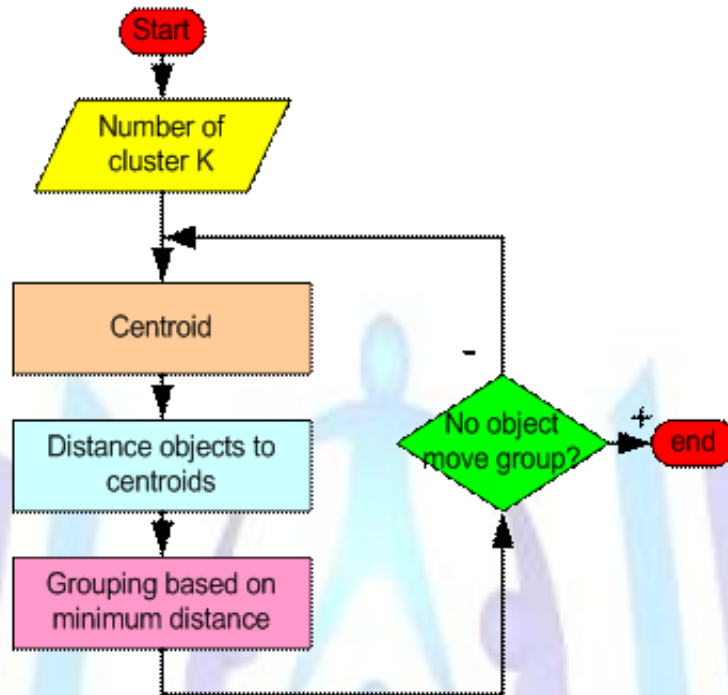 Start
Number of
cluster K
Centroid
Distance objects to
centroids
Grouping based on
minimum distance
-
No object
move group?
+
end